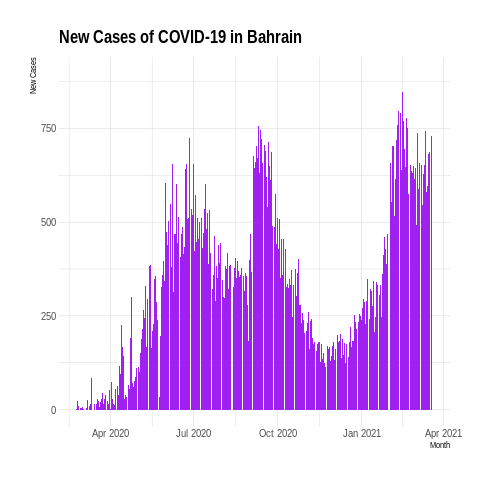 New Cases of COVID-19 in Bahrain
New Cases
750
500
250
0
Apr 2020
Jul 2020
Oct 2020
Jan 2021
Apr 2021
Month